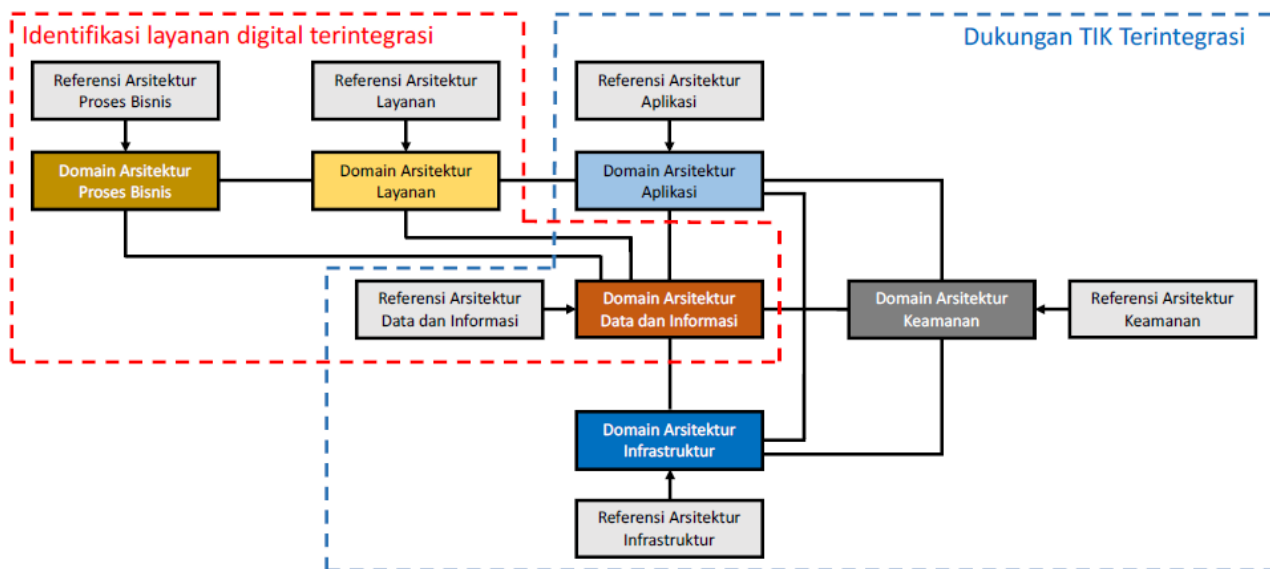 Identifikasi layanan digital terintegrasi
Dukungan TIK Terintegrasi
Referensi Arsitektur
Proses Bisnis
Referensi Arsitektur
Layanan
Referensi Arsitektur
Aplikasi
Domain Arsitektur
Proses Bisnis
Domain Arsitektur
Layanan
Domain Arsitektur
Aplikasi
Referensi Arsitektur
Data dan Informasi
Domain Arsitektur
Data dan Informasi
Domain Arsitektur
Keamanan
Referensi Arsitektur
Keamanan
Domain Arsitektur
Infrastruktur
Referensi Arsitektur
Infrastruktur